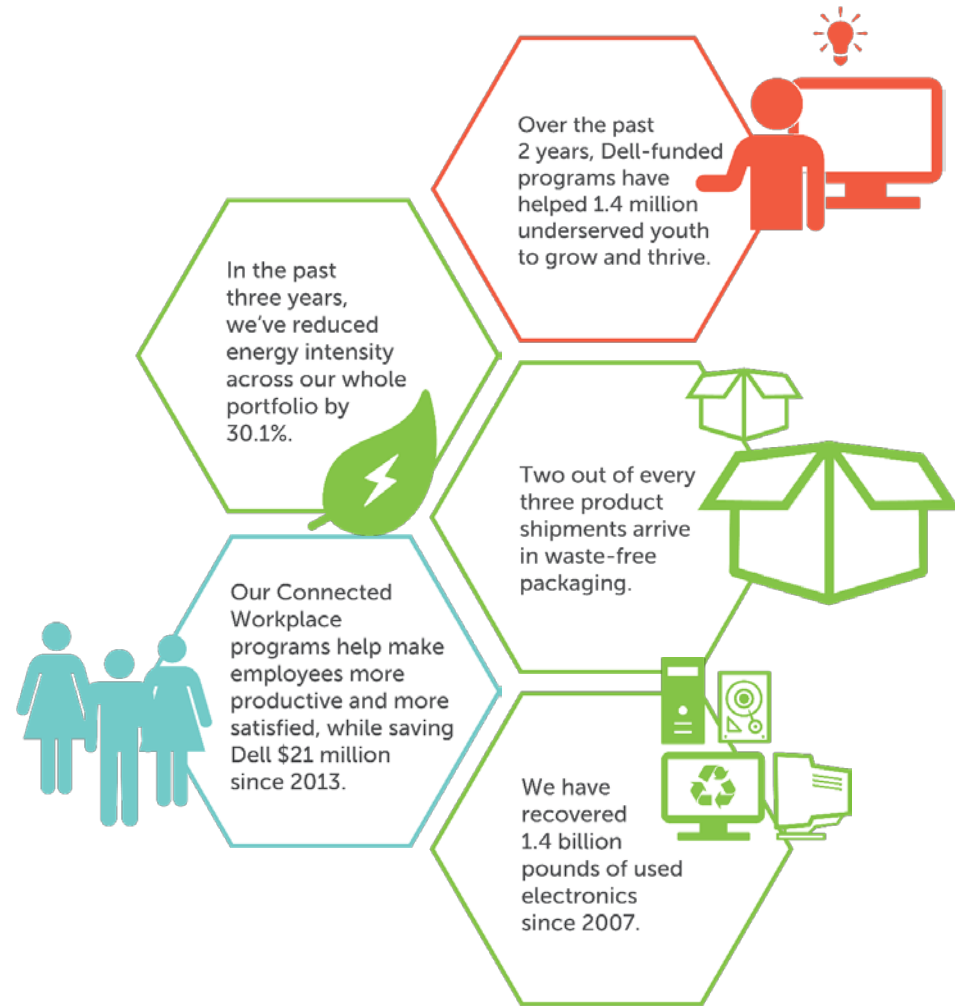 Over the past
2 years, Dell-funded
programs have
helped 1.4 million
underserved youth
to grow and thrive.
In the past
three years,
we've reduced
energy intensity
across our whole
portfolio by
30.1%.
Two out of every
three product
shipments arrive
in waste-free
packaging.
Our Connected
Workplace
programs help make
employees more
productive and more
satisfied, while saving
Dell $21 million
since 2013.
We have
recovered
1.4 billion
pounds of used
electronics
since 2007.